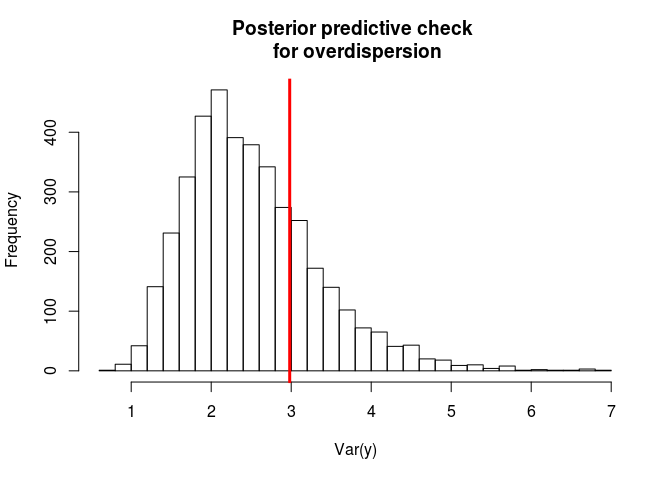 Posterior predictive check
for overdispersion
Frequency
400
300
200
100
0
1 2 3 4 5 6 7
Var(y)